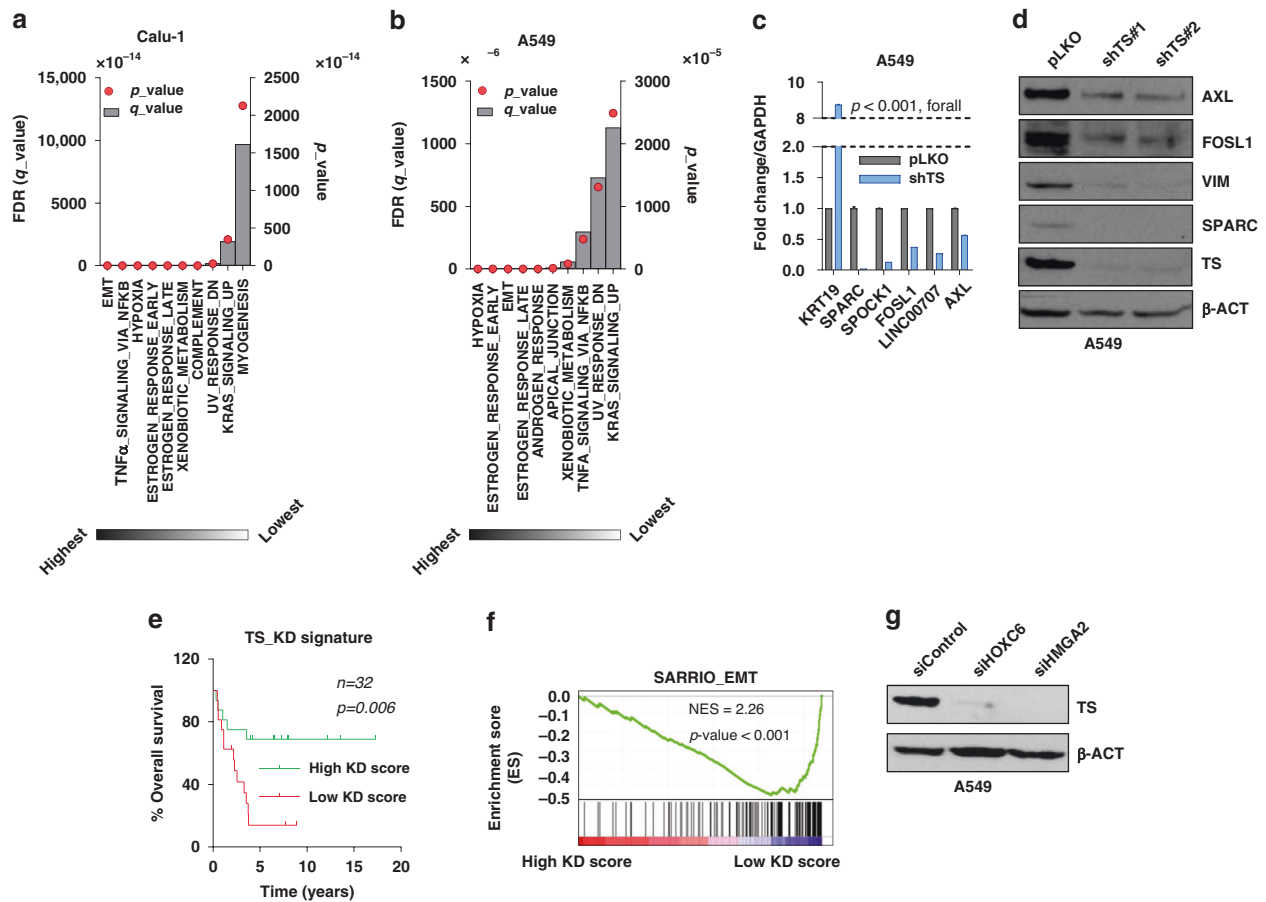 a
Calu-1
×10−14
×10−14
15,000
10,000
5000
0
FDR (q_value)
p_value
q_value
2500
2000
1500
1000
500
0
p_value
EMT
TNFα_SIGNALING_VIA_NFKB
HYPOXIA
ESTROGEN_RESPONSE_EARLY
ESTROGEN_RESPONSE_LATE
XENOBIOTIC_METABOLISM
COMPLEMENT
UV_RESPONSE_DN
KRAS_SIGNALING_UP
MYOGENESIS
Highest
Lowest
b
A549
× −6
×10−5
1500
1000
500
0
FDR (q_value)
p_value
q_value
3000
2000
1000
0
p_value
HYPOXIA
ESTROGEN_RESPONSE_EARLY
EMT
ESTROGEN_RESPONSE_LATE
ANDROGEN_RESPONSE
APICAL_JUNCTION
XENOBIOTIC_METABOLISM
TNFA_SIGNALING_VIA_NFKB
UV_RESPONSE_DN
KRAS_SIGNALING_UP
Highest
Lowest
c
A549
10
8
2.0
1.5
1.0
0.5
0.0
Fold change/GAPDH
p < 0.001, forall
pLKO
shTS
KRT19
SPARC
SPOCK1
FOSL1
LINC00707
AXL
d
pLKO
shTS#1
shTS#2
AXL
FOSL1
VIM
SPARC
TS
β-ACT
A549
e
TS_KD signature
120
80
40
0
% Overall survival
n=32
p=0.006
High KD score
Low KD score
0 5 10 15 20
Time (years)
f
SARRIO_EMT
0.0
−0.1
−0.2
−0.3
−0.4
−0.5
Enrichment sore
(ES)
NES = 2.26
p-value < 0.001
High KD score
Low KD score
g
siControl
siHOXC6
siHMGA2
TS
β-ACT
A549